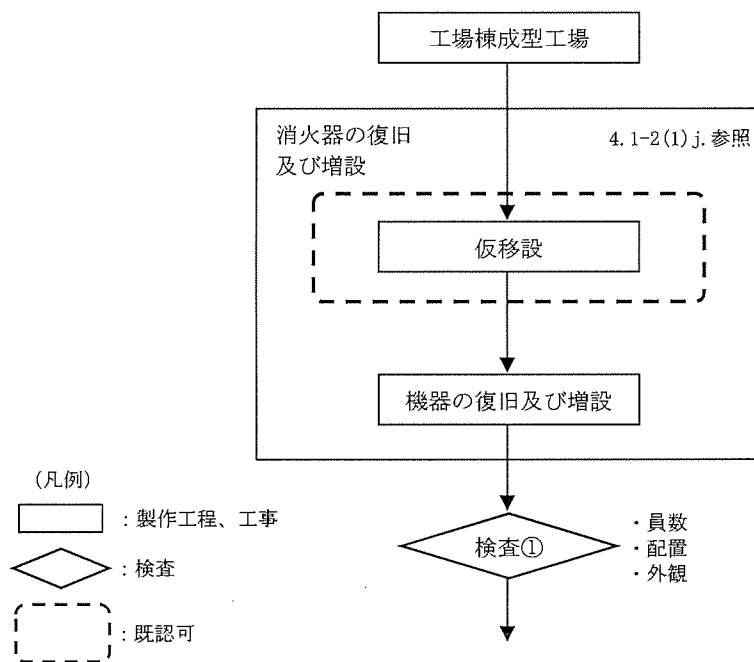 工場棟成型工場
消火器の復旧
及び増設
4.1-2(1)j.参照
仮移設
機器の復旧及び増設
検査①
・員数
・配置
・外観
(凡例)
:製作工程、工事
:検査
:既認可